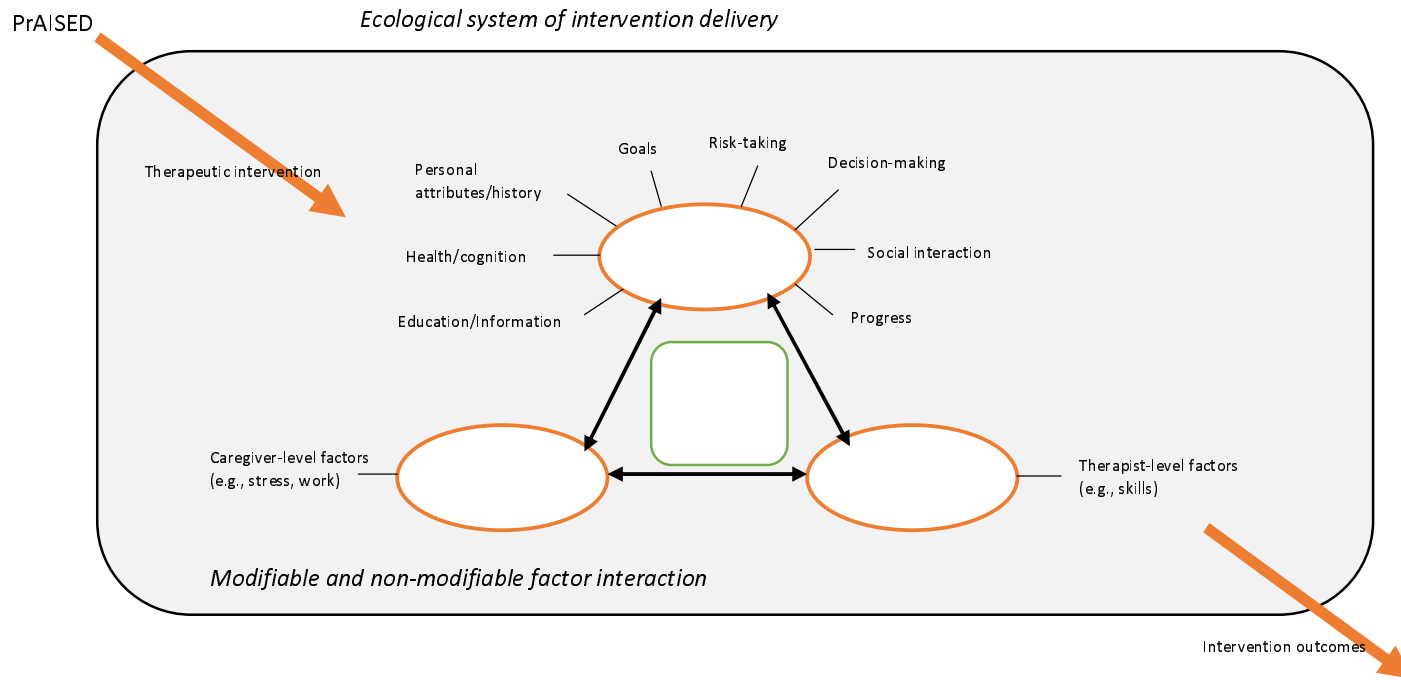 PrAISED
Ecological system of intervention delivery
Therapeutic intervention
Personal
attributes/history
Goals
Risk-taking
Decision-making
Health/cognition
Social interaction
Education/Information
Progress
Caregiver-level factors
(e.g., stress, work)
Therapist-level factors
(e.g., skills)
Modifiable and non-modifiable factor interaction
Intervention outcomes